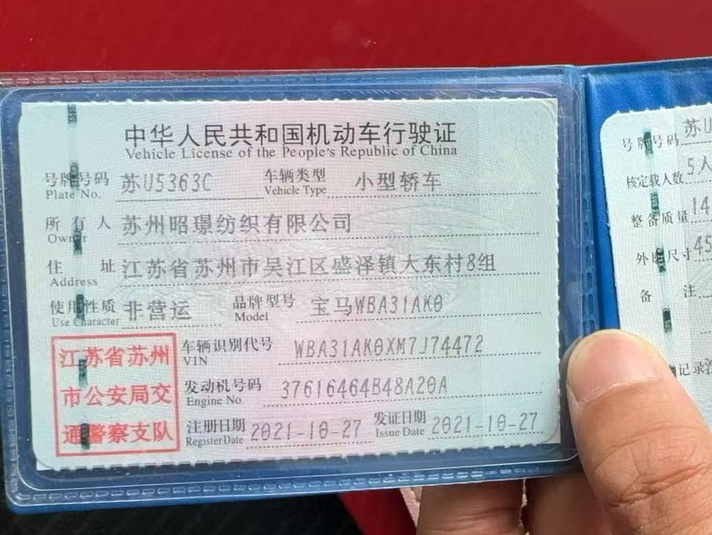 中华人民共和国机动车行驶证
Vehicle License of the People's Republic of China
号牌号码 苏U5363C 车辆类型 小型轿车
Plate No. Vehicle Type
所有人 苏州昭璟纺织有限公司
Owner
住址 江苏省苏州市吴江区盛泽镇大东村8组
Address
使用性质 非营运 品牌型号 宝马WBA31AK0
Use Character Model
江苏省苏州
市公安局交
通警察支队
车辆识别代号 WBA31AK0XM7J74472
VIN
发动机号码 37616464B48A20A
Engine No
注册日期 2021-10-27 发证日期 2021-10-27
Register Date Issue Date
号牌号码 苏U
核定载人数 5人
整备质量 14
外廓尺寸 45
备注